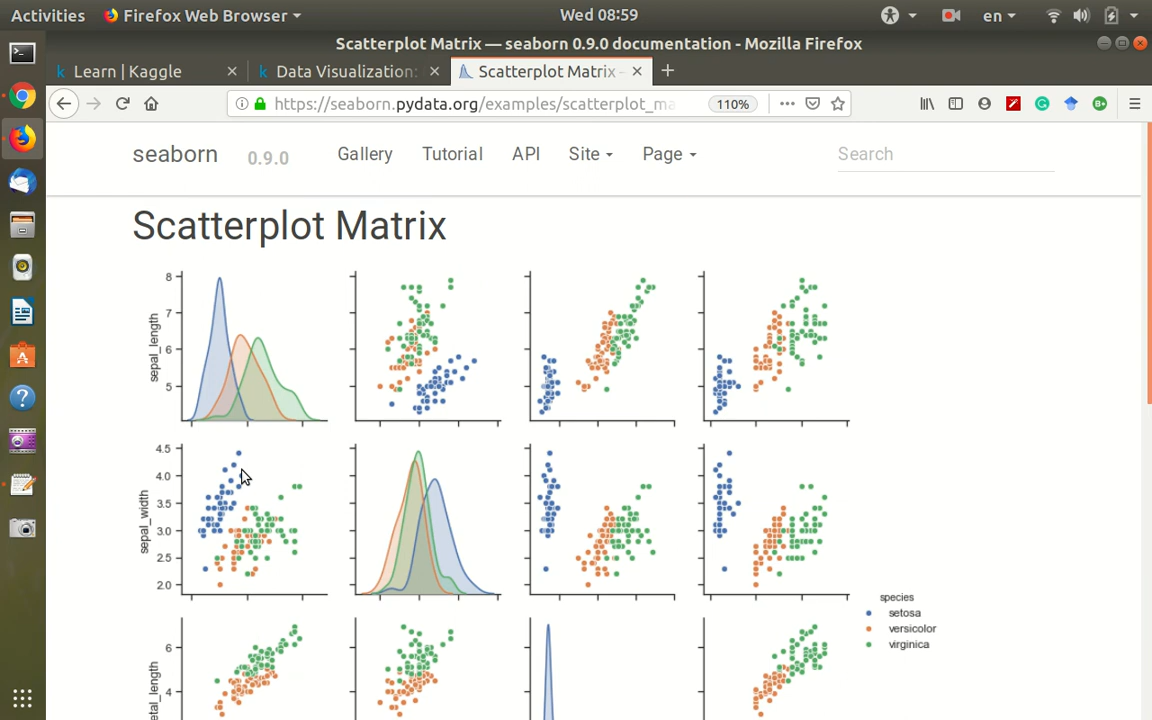 Activities Firefox Web Browser Wed 08:59 en
Scatterplot Matrix — seaborn 0.9.0 documentation - Mozilla Firefox
Learn | Kaggle Data Visualization: Scatterplot Matrix
https://seaborn.pydata.org/examples/scatterplot_ma 110%
seaborn 0.9.0 Gallery Tutorial API Site Page Search
Scatterplot Matrix
8
7
6
5
sepal_length
4.5
4.0
3.5
3.0
2.5
2.0
sepal_width
species
setosa
versicolor
virginica
6
4
etal_length